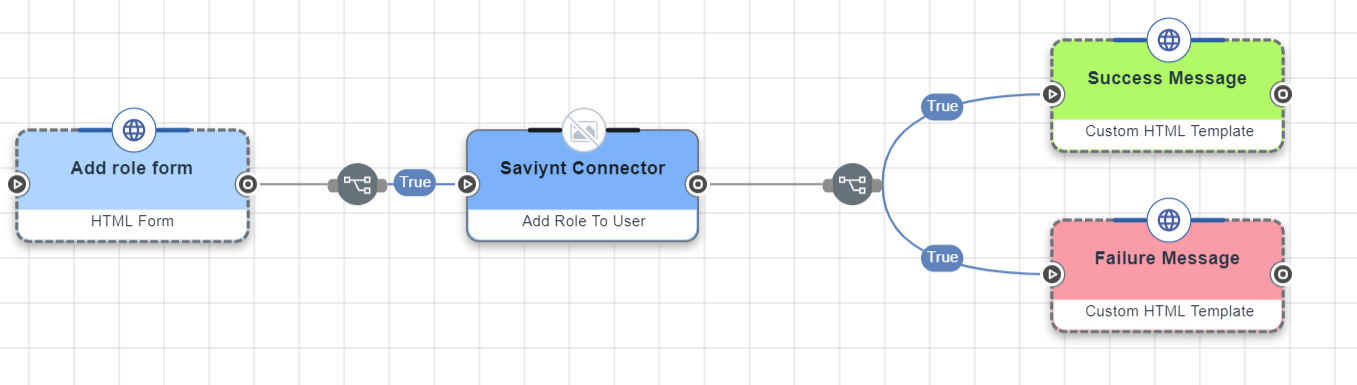 Add role form
HTML Form
True
Saviynt Connector
Add Role To User
True
Success Message
Custom HTML Template
True
Failure Message
Custom HTML Template